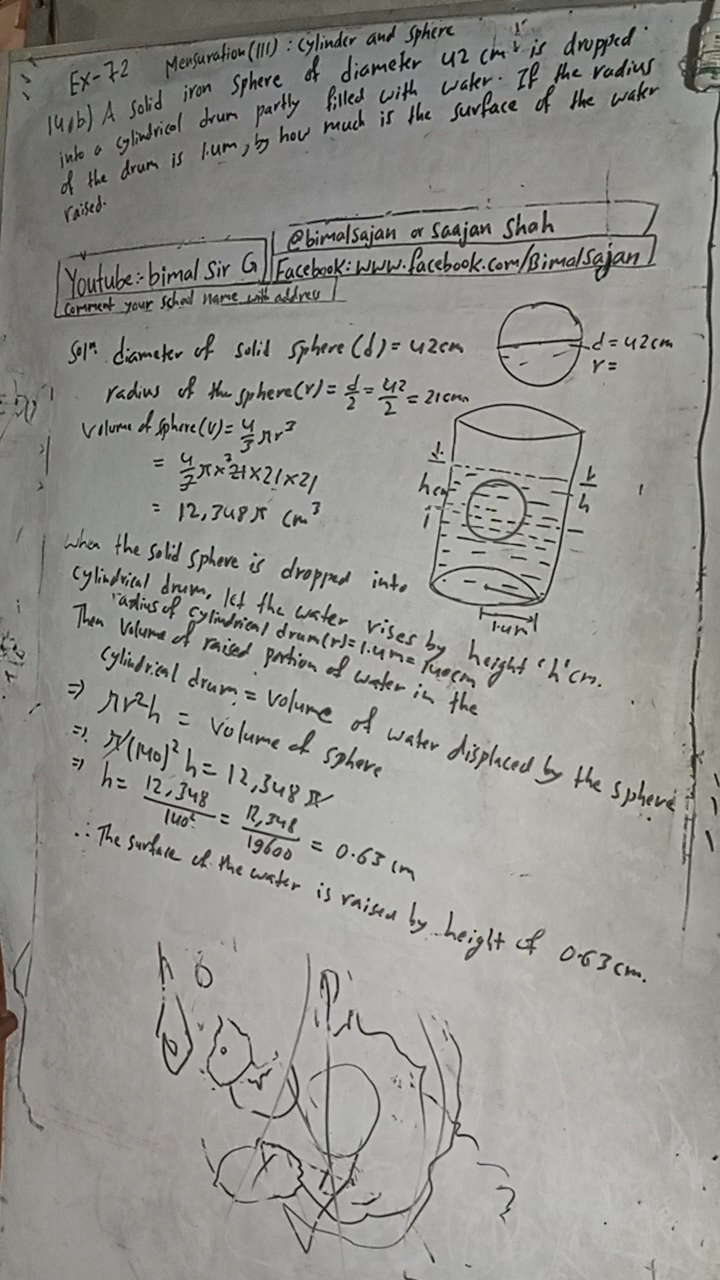 Ex-72 Mensuration(III) : Cylinder and sphere
14.b) A solid iron sphere of diameter 42 cm is dropped
into a cylindrical drum partly filled with water. If the radius
of the drum is 1.4m, by how much is the surface of the water
raised.
@bimalsajan or Saajan Shah
Youtube:- bimal Sir G
Facebook: www.facebook.com/Bimalsajan
Comment your school name with address
Solⁿ. diameter of solid sphere (d) = 42cm
d = 42cm
r =
radius of the sphere(r) = d/2 = 42/2 = 21cm
Volume of sphere(V) = 4/3 πr³
= 4/3 π × 21×21×21
= 12,348π cm³
h cm
h
1.4m
When the solid sphere is dropped into
cylindrical drum, let the water rises by height 'h' cm.
radius of cylindrical drum(r) = 1.4m = 140cm
Then Volume of raised portion of water in the
cylindrical drum = Volume of water displaced by the sphere
⇒ πr²h = Volume of sphere
⇒ π(140)² h = 12,348 π
⇒ h = 12,348/140² = 12,348/19600 = 0.63 cm
∴ The surface of the water is raised by height of 0.63cm.